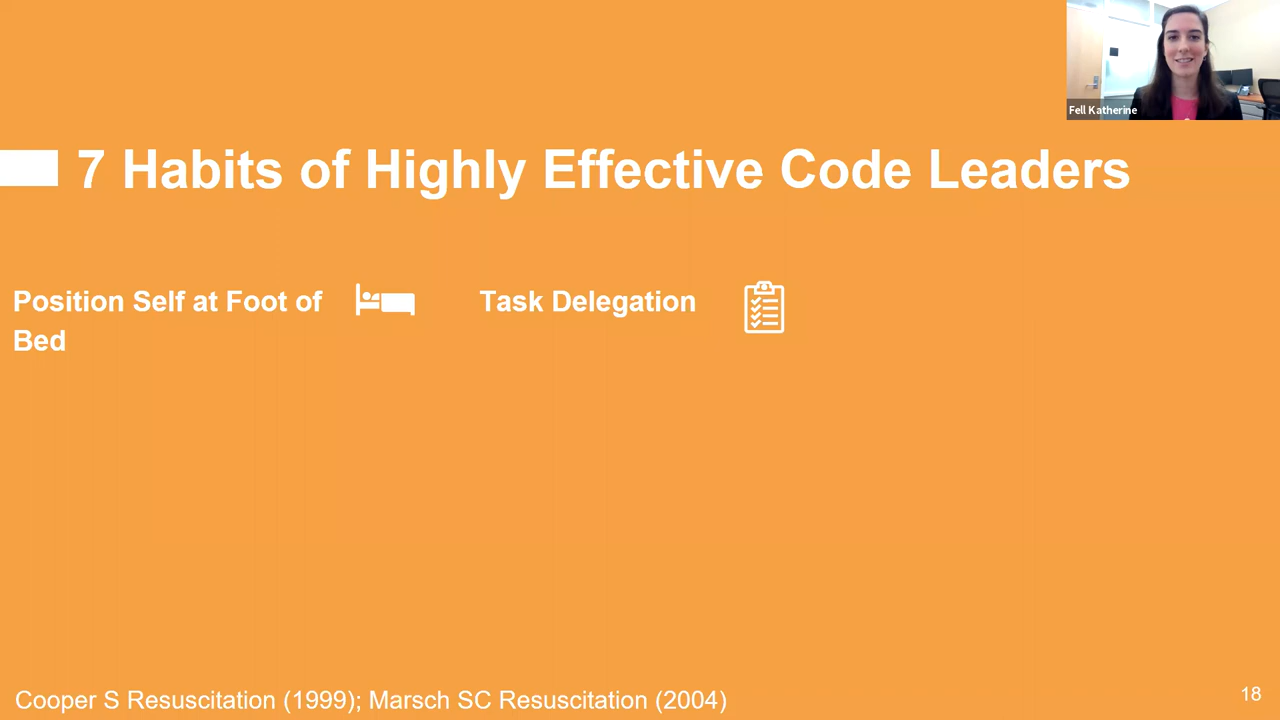 Fell Katherine
7 Habits of Highly Effective Code Leaders
Position Self at Foot of
Bed
Task Delegation
Cooper S Resuscitation (1999); Marsch SC Resuscitation (2004)
18